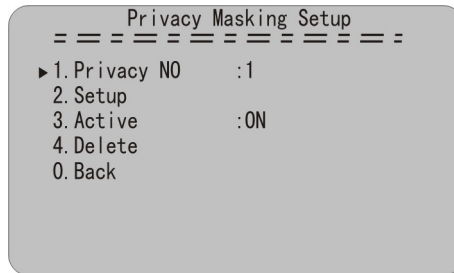 Privacy Masking Setup
= = = = = = = = = = = =
▶1.Privacy NO :1
2.Setup
3.Active :ON
4.Delete
0.Back